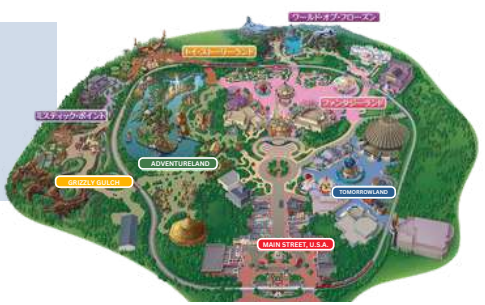 ワールド・オブ・フローズン
トイ・ストーリーランド
ファンタジーランド
ミスティック・ポイント
ADVENTURELAND
GRIZZLY GULCH
TOMORROWLAND
MAIN STREET, U.S.A.